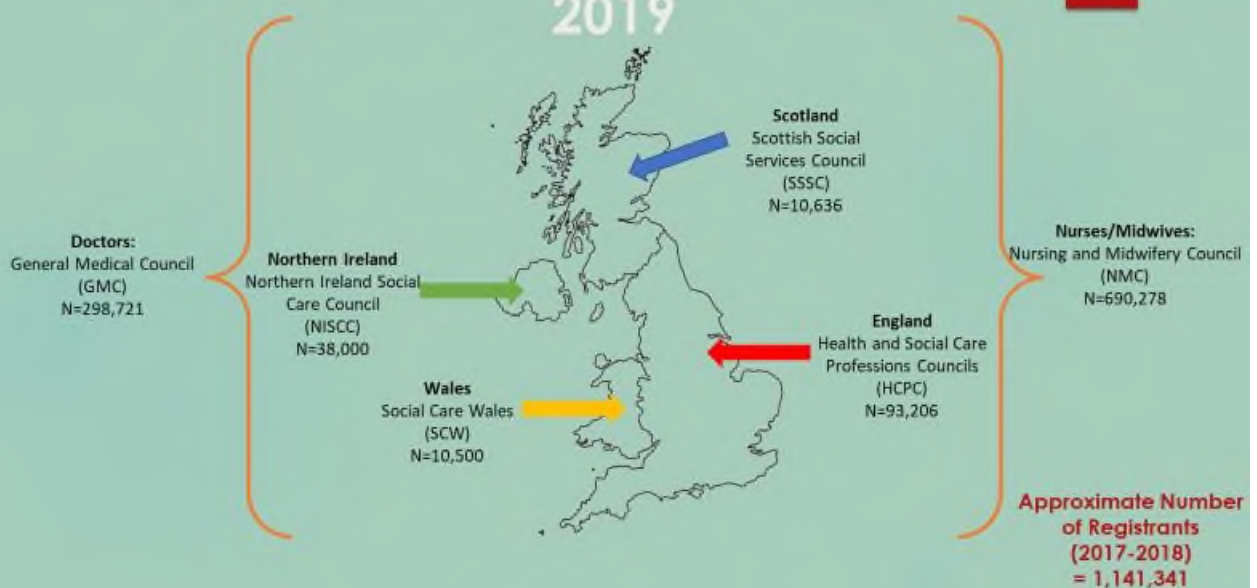 2019
Scotland
Scottish Social
Services Council
(SSSC)
N=10,636
Doctors:
General Medical Council
(GMC)
N=298,721
Northern Ireland
Northern Ireland Social
Care Council
(NISCC)
N=38,000
Nurses/Midwives:
Nursing and Midwifery Council
(NMC)
N=690,278
England
Health and Social Care
Professions Councils
(HCPC)
N=93,206
Wales
Social Care Wales
(SCW)
N=10,500
Approximate Number
of Registrants
(2017-2018)
= 1,141,341